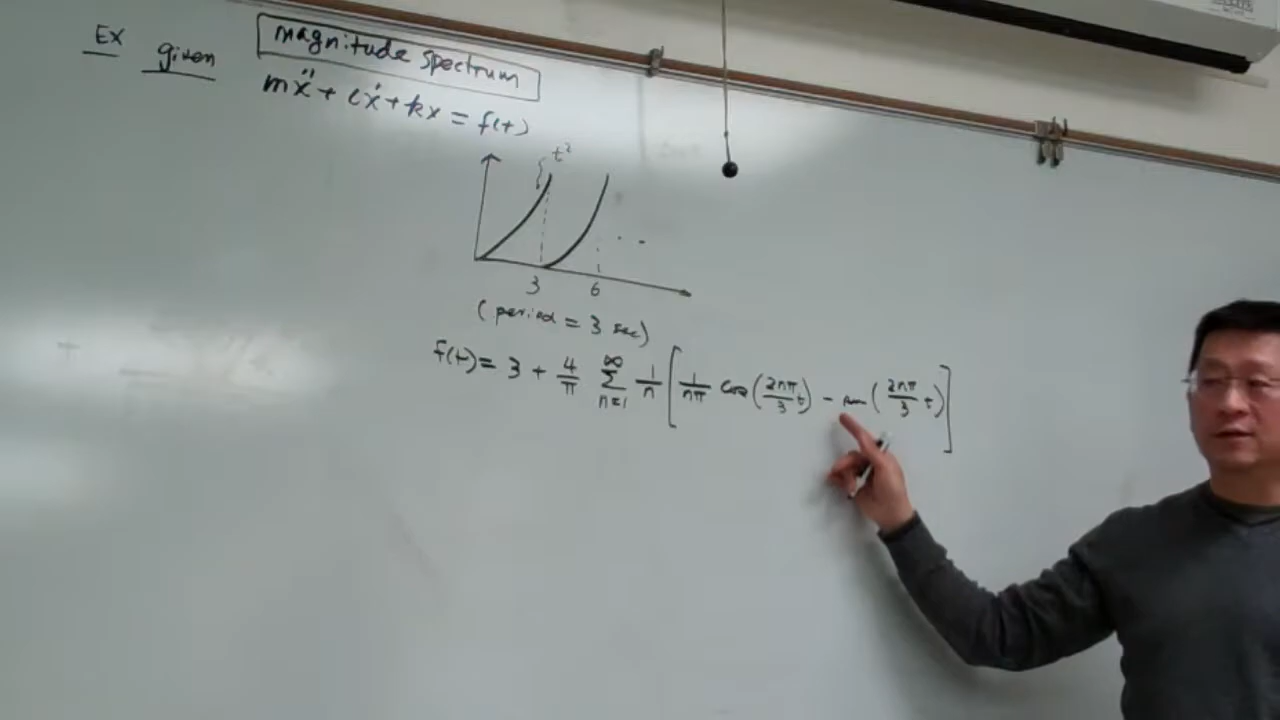 EX given magnitude spectrum
mẍ + cẋ + kx = f(t)
t²
3 6
(period = 3 sec)
f(t) = 3 + 4/π ∑_{n=1}^{∞} 1/n [ 1/nπ cos(2nπ/3 t) - sin(2nπ/3 t) ]